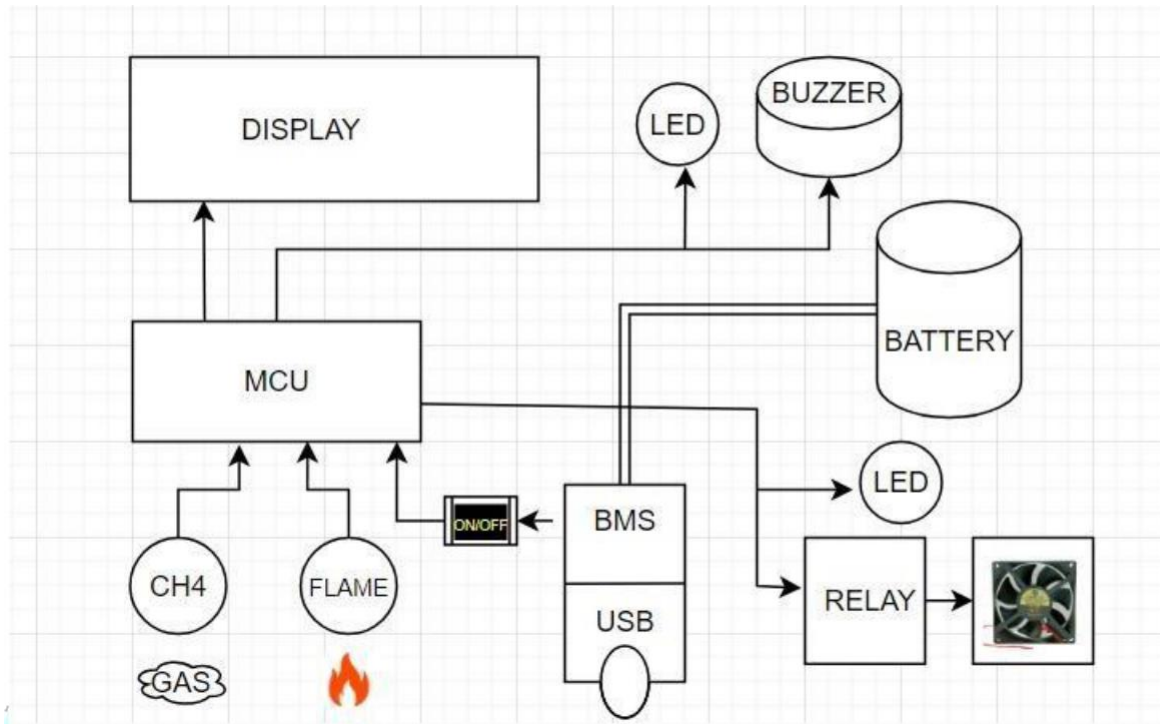 DISPLAY
LED
BUZZER
BATTERY
MCU
LED
ON/OFF
BMS
CH4
FLAME
USB
RELAY
GAS